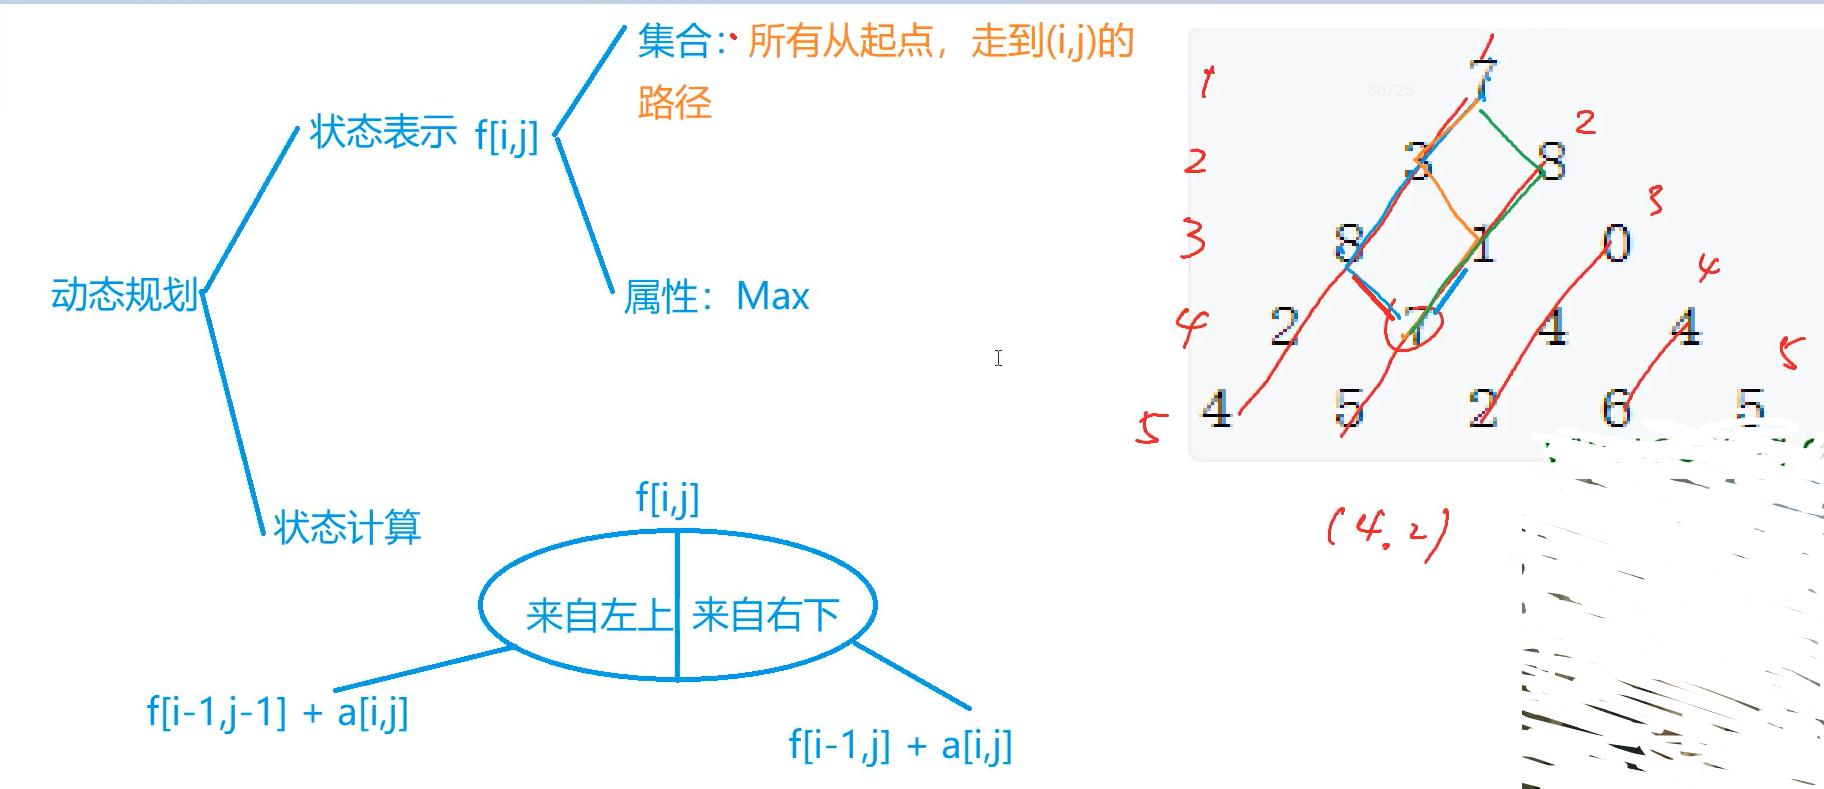 集合：所有从起点，走到(i,j)的
路径
状态表示 f[i,j]
属性：Max
动态规划
状态计算
f[i,j]
来自左上 来自右下
f[i-1,j-1] + a[i,j]
f[i-1,j] + a[i,j]
86725
1 7
2 3 8 2
3 8 1 0 3
4 2 7 4 4 4
5 4 5 2 6 5 5
(4.2)